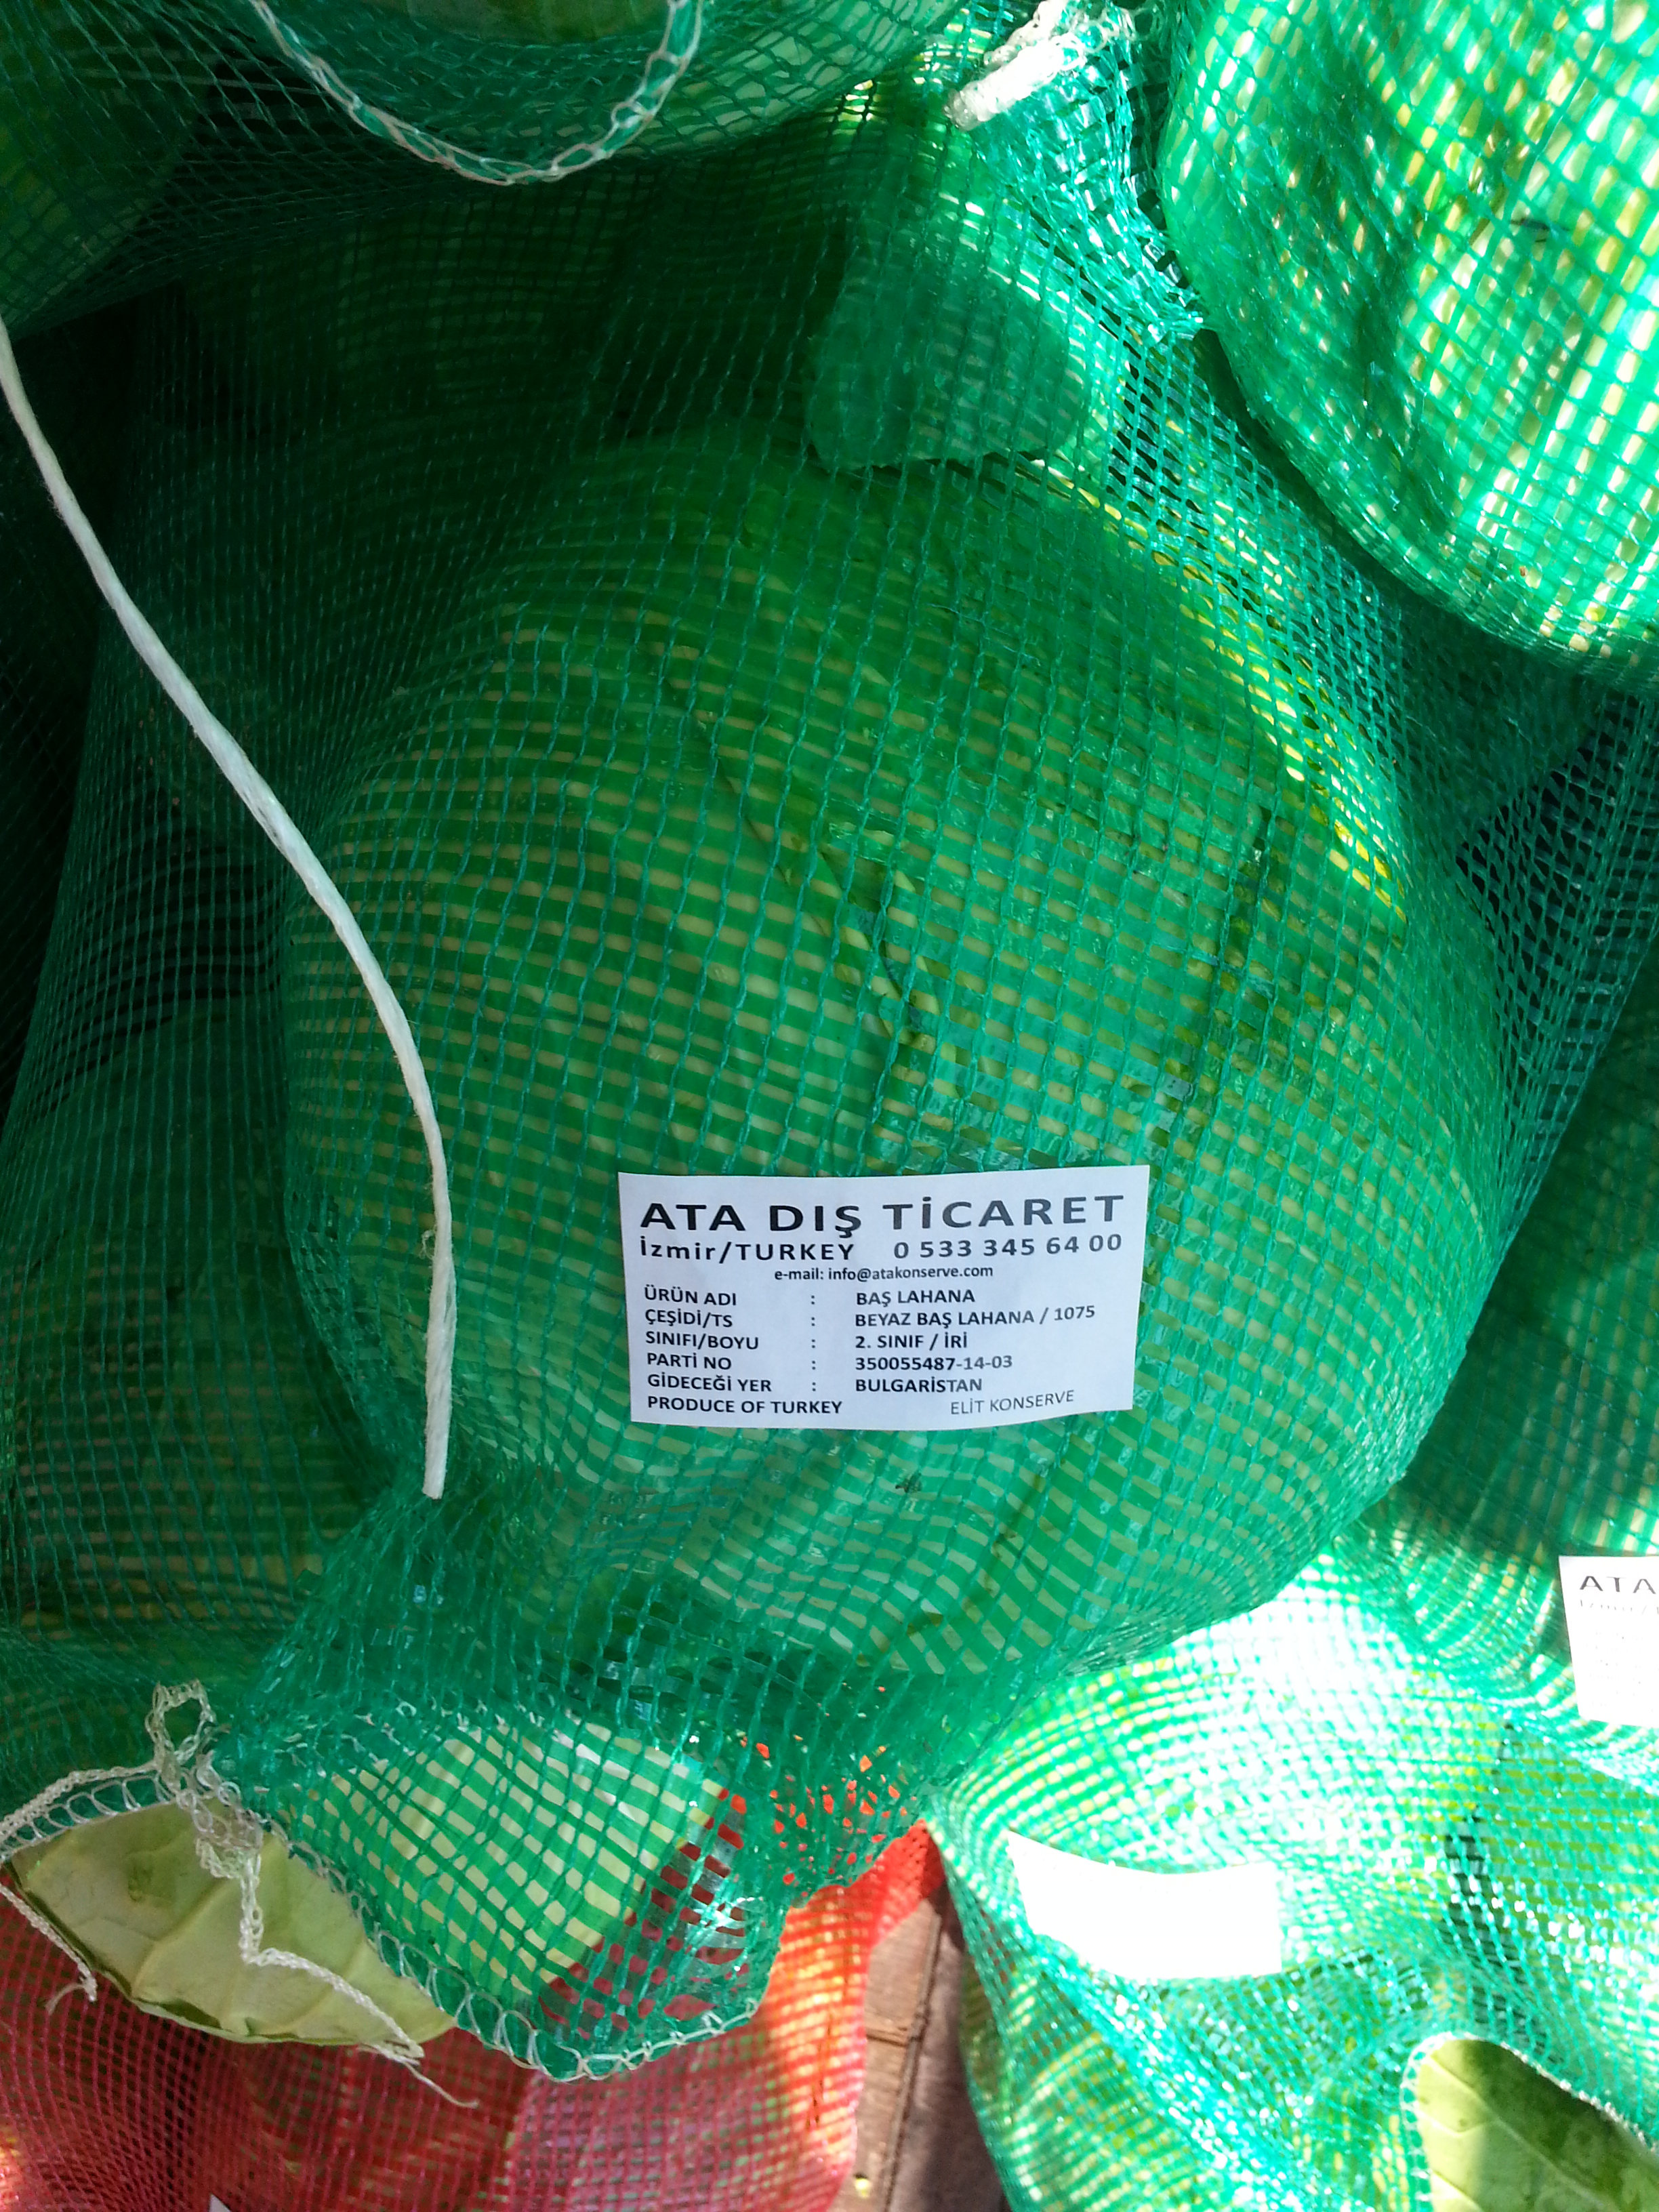 ATA DIŞ TİCARET
İzmir/TURKEY 0 533 345 64 00
e-mail: info@atakonserve.com
ÜRÜN ADI : BAŞ LAHANA
ÇEŞİDİ/TS : BEYAZ BAŞ LAHANA / 1075
SINIFI/BOYU : 2. SINIF / İRİ
PARTİ NO : 350055487-14-03
GİDECEĞİ YER : BULGARİSTAN
PRODUCE OF TURKEY ELİT KONSERVE
ATA